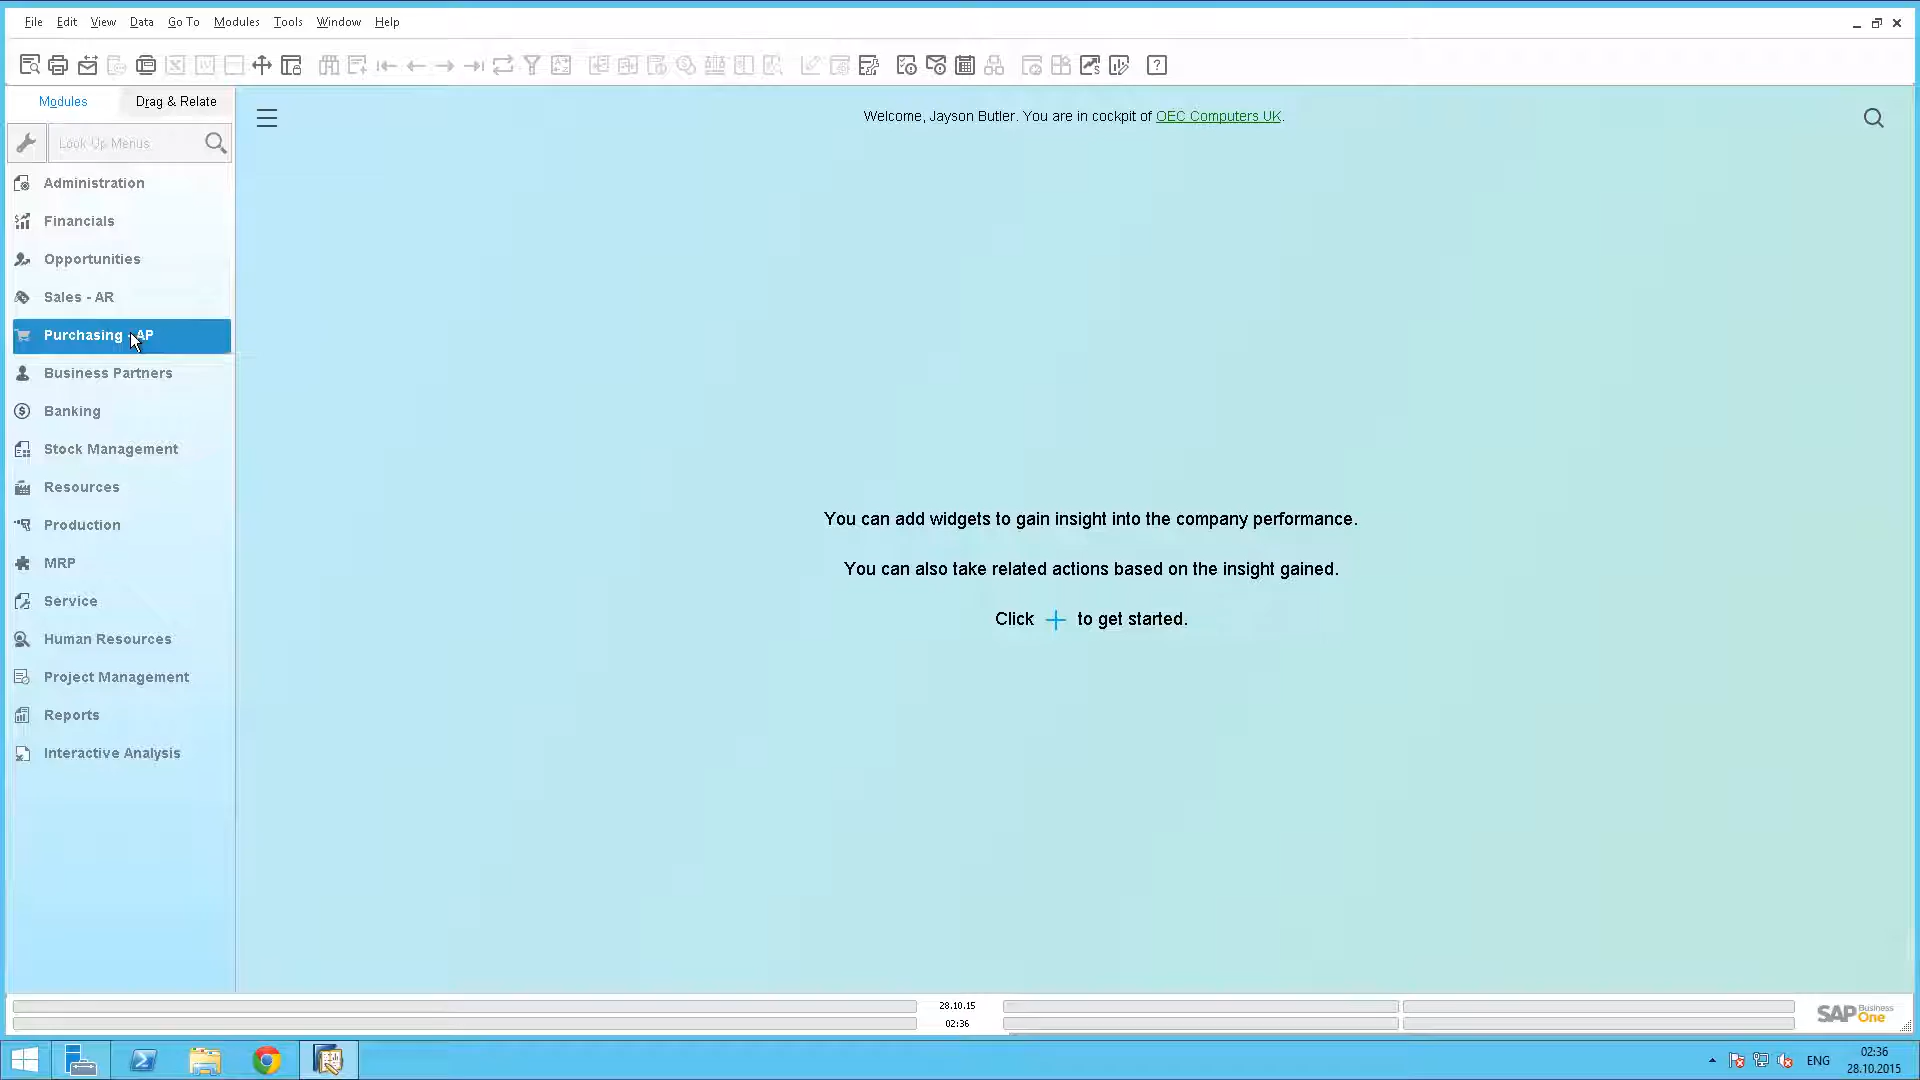 File Edit View Data Go To Modules Tools Window Help
Modules Drag & Relate
Look-Up Menus
Welcome, Jayson Butler. You are in cockpit of OEC Computers UK.
Administration
Financials
Opportunities
Sales - AR
Purchasing - AP
Business Partners
Banking
Stock Management
Resources
Production
MRP
Service
Human Resources
Project Management
Reports
Interactive Analysis
You can add widgets to gain insight into the company performance.
You can also take related actions based on the insight gained.
Click + to get started.
28.10.15
02:36
SAP Business One
ENG
02:36
28.10.2015